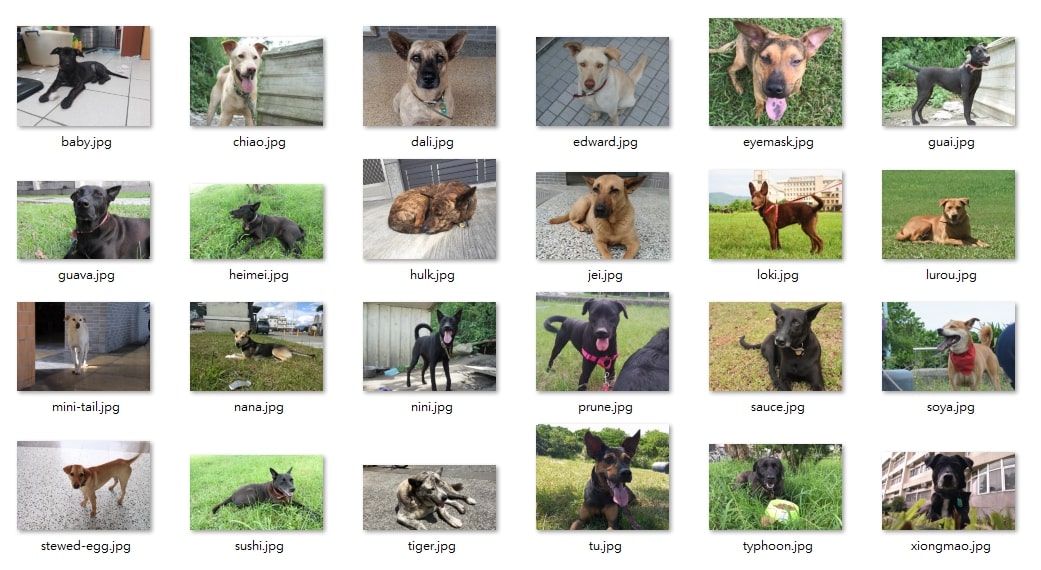 baby.jpg
chiao.jpg
dali.jpg
edward.jpg
eyemask.jpg
guai.jpg
guava.jpg
heimei.jpg
hulk.jpg
jei.jpg
loki.jpg
lurou.jpg
mini-tail.jpg
nana.jpg
nini.jpg
prune.jpg
sauce.jpg
soya.jpg
stewed-egg.jpg
sushi.jpg
tiger.jpg
tu.jpg
typhoon.jpg
xiongmao.jpg